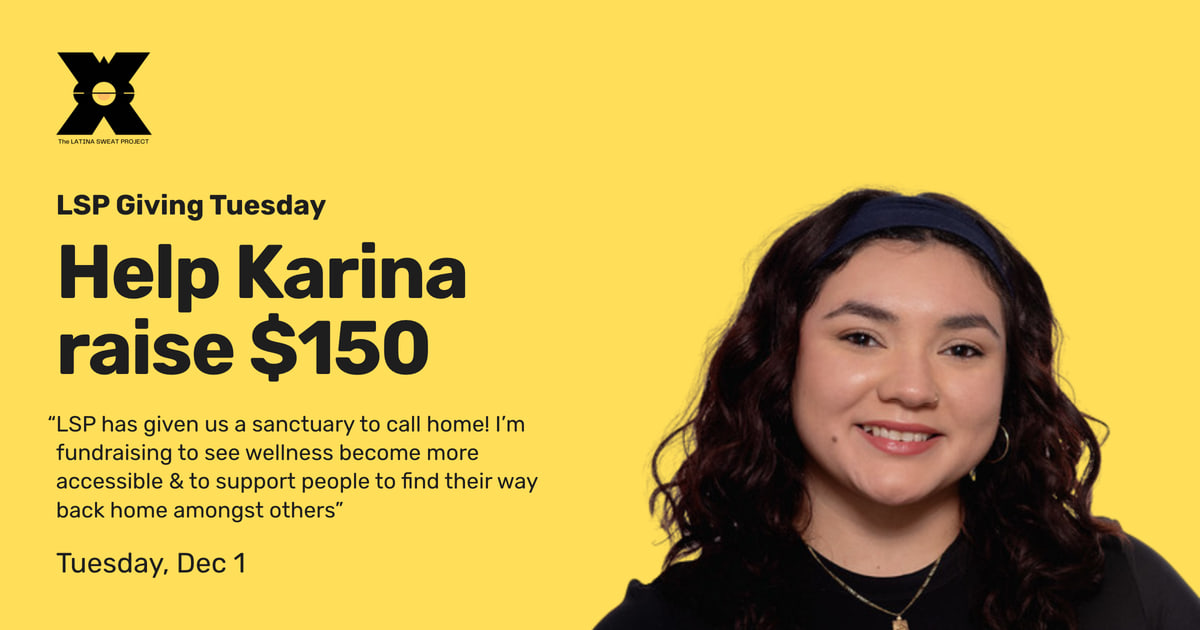 The LATINA SWEAT PROJECT
LSP Giving Tuesday
Help Karina
raise $150
“LSP has given us a sanctuary to call home! I’m
fundraising to see wellness become more
accessible & to support people to find their way
back home amongst others”
Tuesday, Dec 1